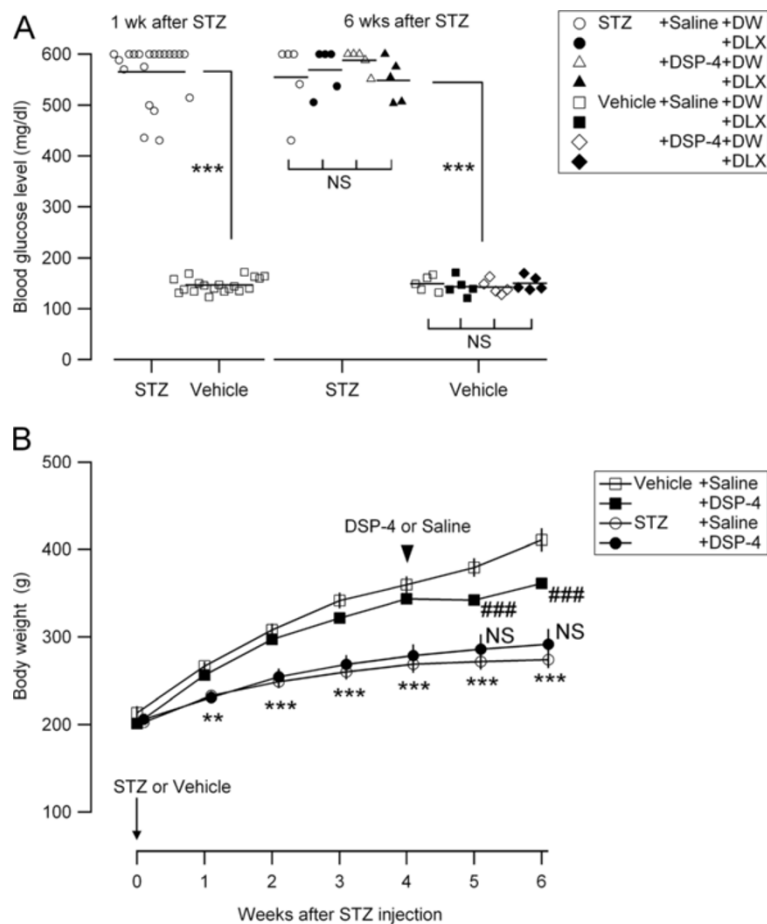 A
1 wk after STZ
6 wks after STZ
STZ +Saline +DW
+DLX
+DSP-4+DW
+DLX
Vehicle +Saline +DW
+DLX
+DSP-4+DW
+DLX
Blood glucose level (mg/dl)
600
500
400
300
200
100
0
***
***
NS
NS
STZ
Vehicle
STZ
Vehicle
B
Body weight (g)
500
400
300
200
100
Vehicle +Saline
+DSP-4
STZ +Saline
+DSP-4
DSP-4 or Saline
###
###
NS
NS
**
***
***
***
***
***
STZ or Vehicle
0 1 2 3 4 5 6
Weeks after STZ injection